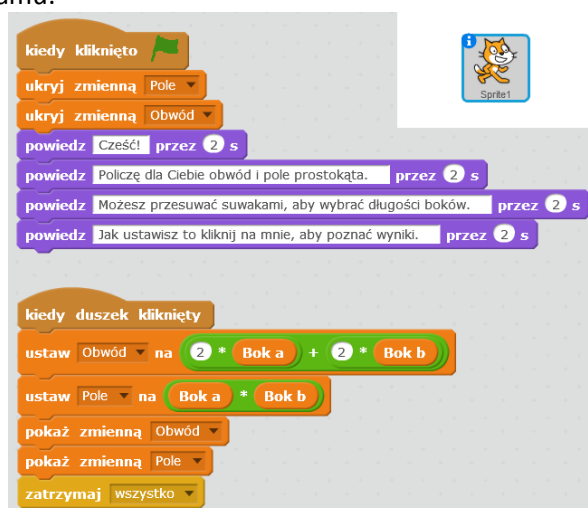 kiedy kliknięto
ukryj zmienną Pole
ukryj zmienną Obwód
powiedz Cześć! przez 2 s
powiedz Policzę dla Ciebie obwód i pole prostokąta. przez 2 s
powiedz Możesz przesuwać suwakami, aby wybrać długości boków. przez 2 s
powiedz Jak ustawisz to kliknij na mnie, aby poznać wyniki. przez 2 s
Sprite1
kiedy duszek kliknięty
ustaw Obwód na 2 * Bok a + 2 * Bok b
ustaw Pole na Bok a * Bok b
pokaż zmienną Obwód
pokaż zmienną Pole
zatrzymaj wszystko